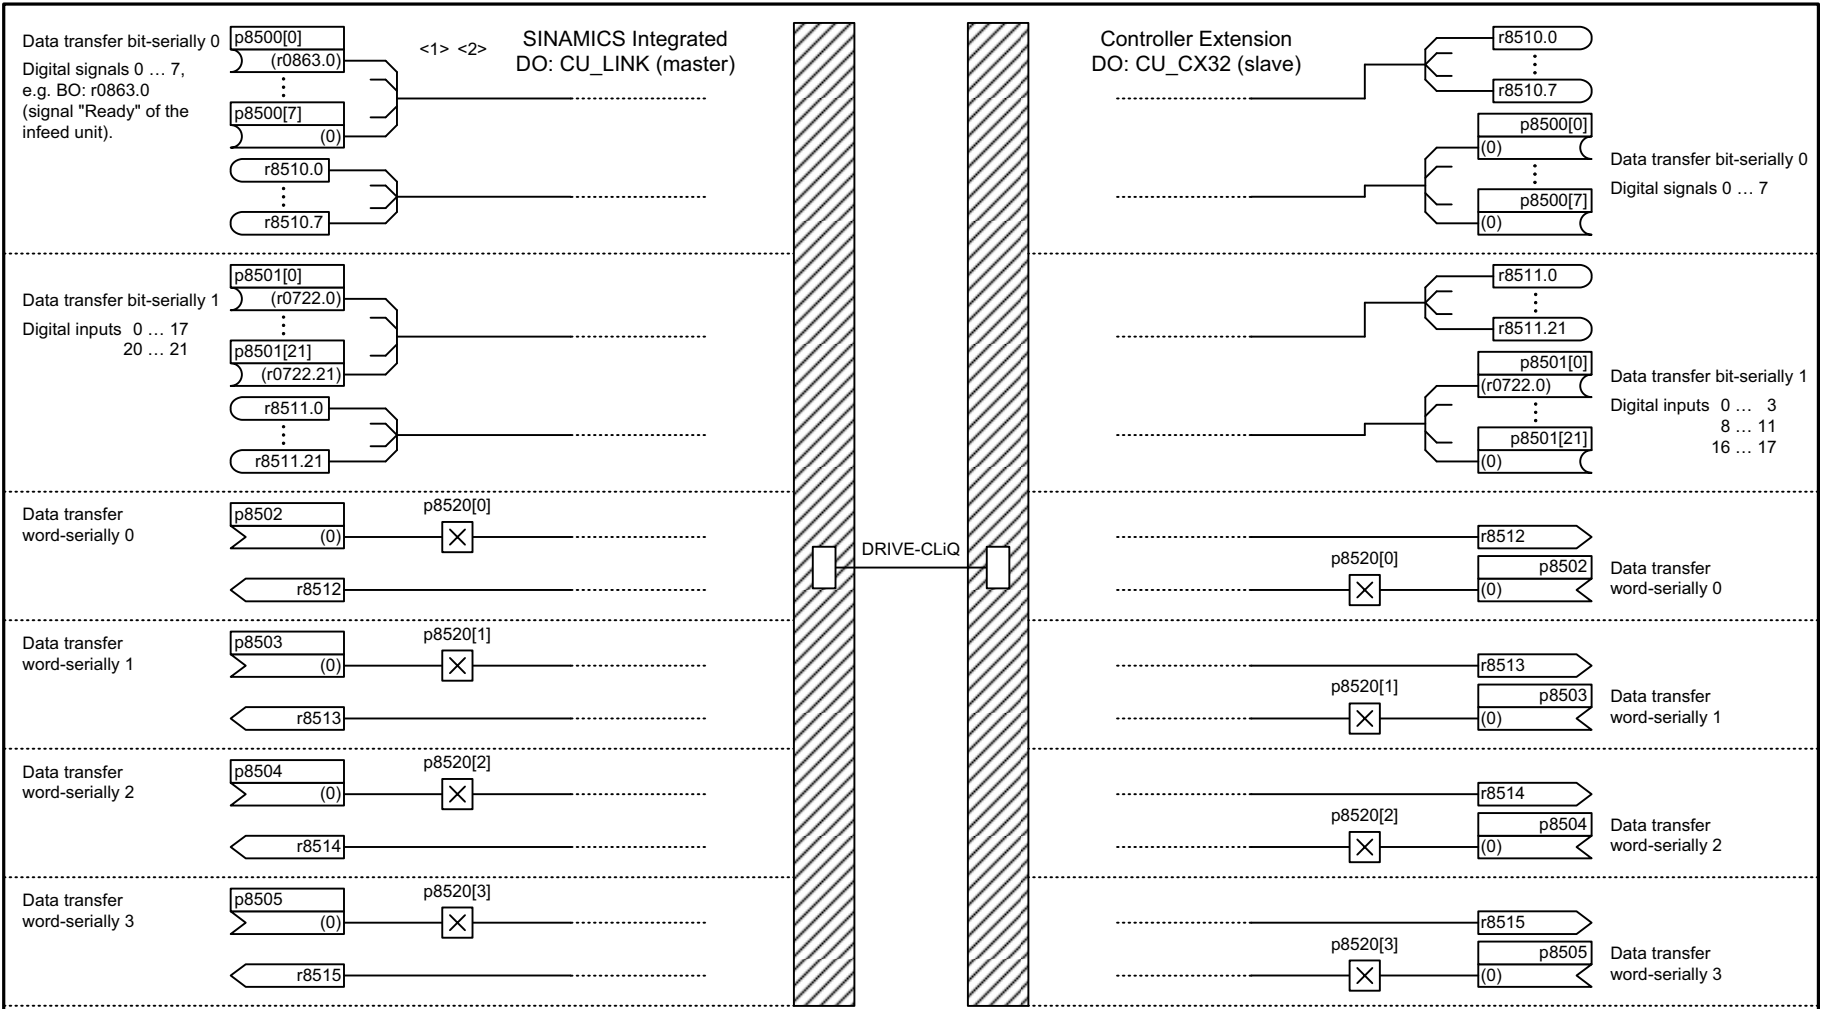 Data transfer bit-serially 0
Digital signals 0 … 7,
e.g. BO: r0863.0
(signal "Ready" of the
infeed unit).
p8500[0]
(r0863.0)
p8500[7]
(0)
r8510.0
r8510.7
<1> <2>
SINAMICS Integrated
DO: CU_LINK (master)
Controller Extension
DO: CU_CX32 (slave)
r8510.0
r8510.7
p8500[0]
(0)
p8500[7]
(0)
Data transfer bit-serially 0
Digital signals 0 … 7
Data transfer bit-serially 1
Digital inputs 0 … 17
20 … 21
p8501[0]
(r0722.0)
p8501[21]
(r0722.21)
r8511.0
r8511.21
r8511.0
r8511.21
p8501[0]
(r0722.0)
p8501[21]
(0)
Data transfer bit-serially 1
Digital inputs 0 … 3
8 … 11
16 … 17
Data transfer
word-serially 0
p8502
(0)
p8520[0]
r8512
DRIVE-CLiQ
r8512
p8520[0]
p8502
(0)
Data transfer
word-serially 0
Data transfer
word-serially 1
p8503
(0)
p8520[1]
r8513
r8513
p8520[1]
p8503
(0)
Data transfer
word-serially 1
Data transfer
word-serially 2
p8504
(0)
p8520[2]
r8514
r8514
p8520[2]
p8504
(0)
Data transfer
word-serially 2
Data transfer
word-serially 3
p8505
(0)
p8520[3]
r8515
r8515
p8520[3]
p8505
(0)
Data transfer
word-serially 3